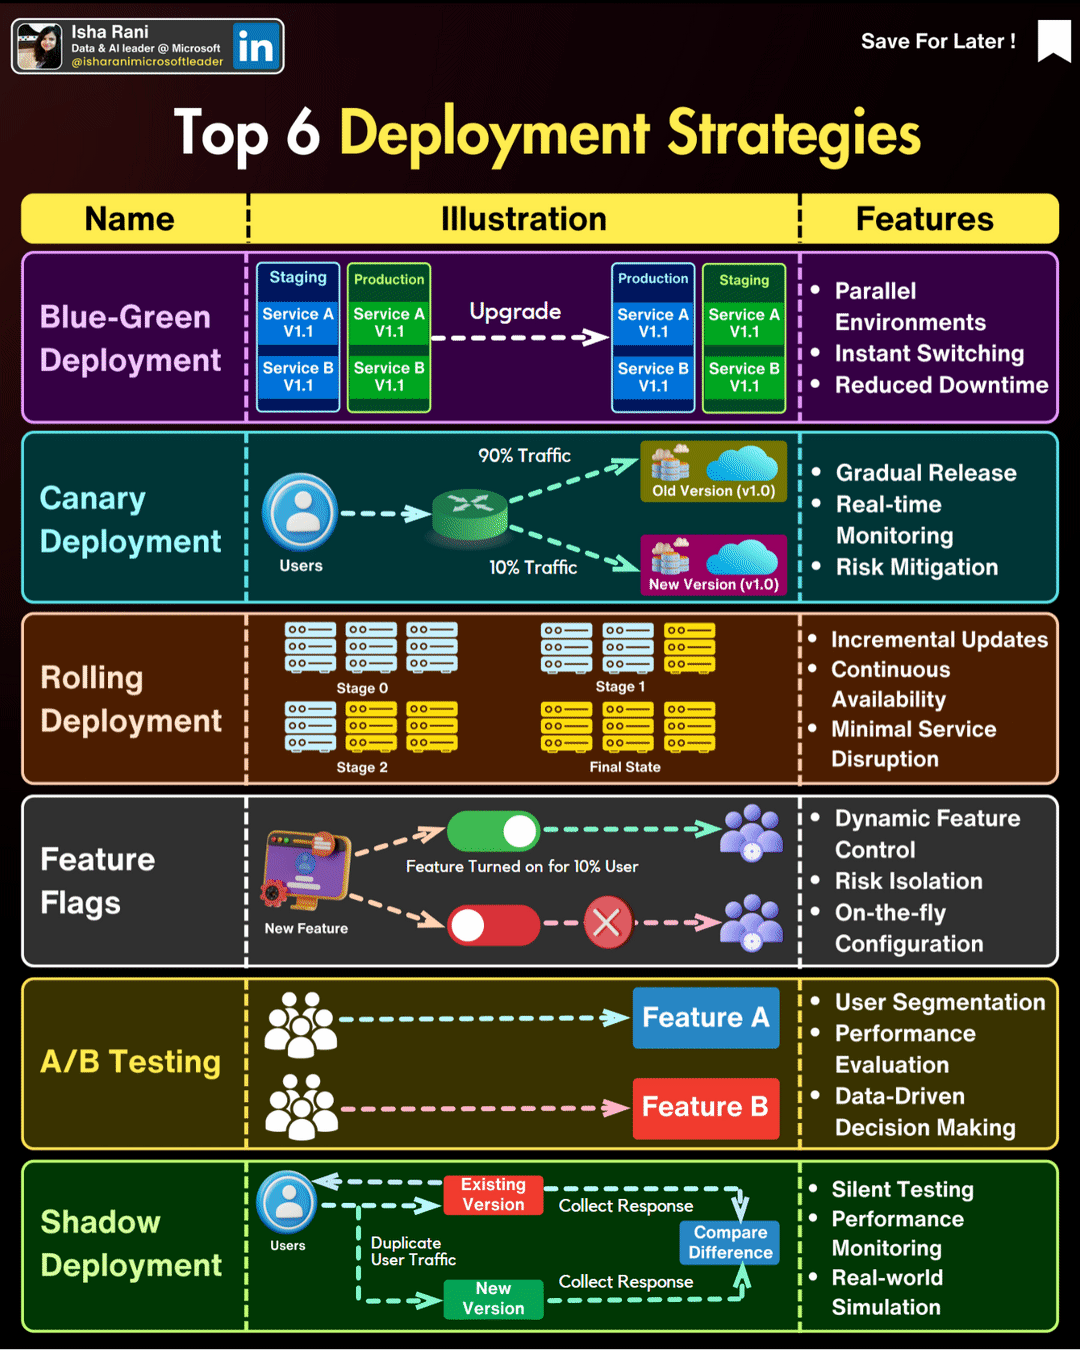 Isha Rani
Data & AI leader @ Microsoft
@isharanimicrosoftleader
in
Save For Later !
Top 6 Deployment Strategies
Name
Illustration
Features
Blue-Green
Deployment
Staging
Service A
V1.1
Service B
V1.1
Production
Service A
V1.1
Service B
V1.1
Upgrade
Production
Service A
V1.1
Service B
V1.1
Staging
Service A
V1.1
Service B
V1.1
• Parallel
Environments
• Instant Switching
• Reduced Downtime
Canary
Deployment
Users
90% Traffic
10% Traffic
Old Version (v1.0)
New Version (v1.0)
• Gradual Release
• Real-time
Monitoring
• Risk Mitigation
Rolling
Deployment
Stage 0
Stage 1
Stage 2
Final State
• Incremental Updates
• Continuous
Availability
• Minimal Service
Disruption
Feature
Flags
New Feature
Feature Turned on for 10% User
• Dynamic Feature
Control
• Risk Isolation
• On-the-fly
Configuration
A/B Testing
Feature A
Feature B
• User Segmentation
• Performance
Evaluation
• Data-Driven
Decision Making
Shadow
Deployment
Users
Duplicate
User Traffic
Existing
Version
New
Version
Collect Response
Collect Response
Compare
Difference
• Silent Testing
• Performance
Monitoring
• Real-world
Simulation